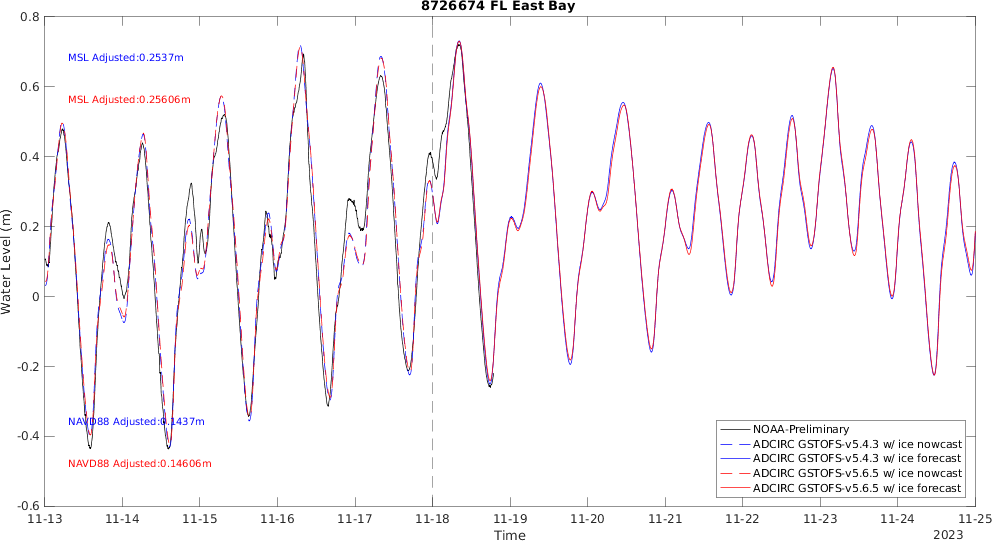 8726674 FL East Bay
0.8
0.6
0.4
0.2
0
-0.2
-0.4
-0.6
Water Level (m)
MSL Adjusted:0.2537m
MSL Adjusted:0.25606m
NAVD88 Adjusted:0.1437m
NAVD88 Adjusted:0.14606m
NOAA-Preliminary
ADCIRC GSTOFS-v5.4.3 w/ ice nowcast
ADCIRC GSTOFS-v5.4.3 w/ ice forecast
ADCIRC GSTOFS-v5.6.5 w/ ice nowcast
ADCIRC GSTOFS-v5.6.5 w/ ice forecast
11-13 11-14 11-15 11-16 11-17 11-18 11-19 11-20 11-21 11-22 11-23 11-24 11-25
Time
2023